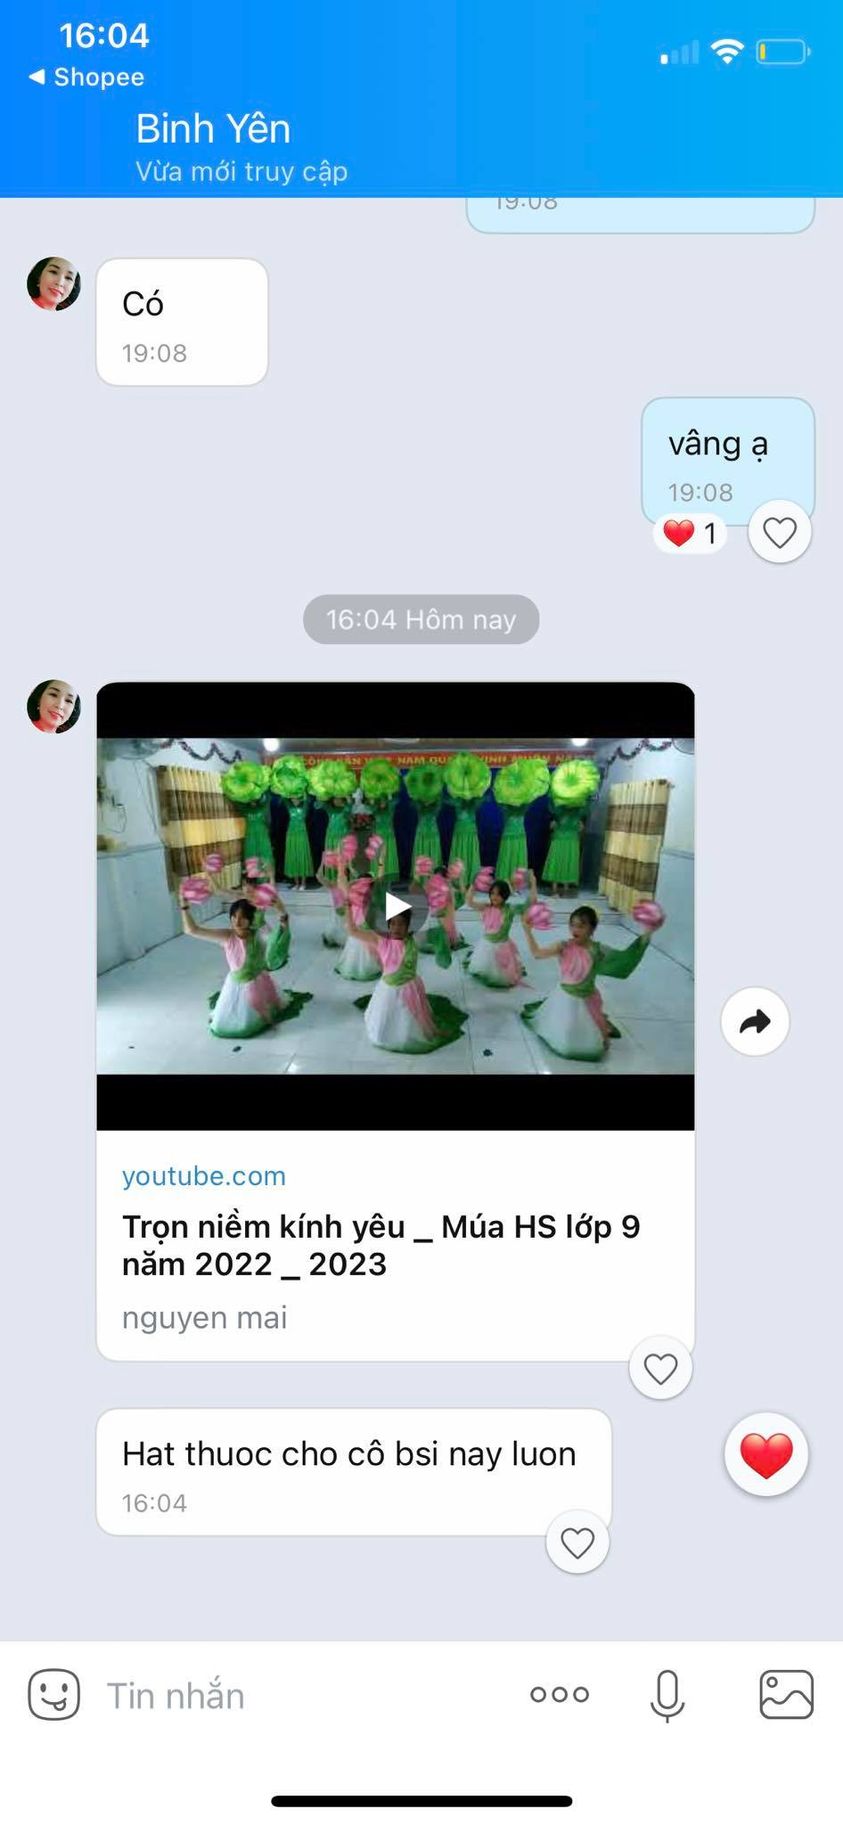 16:04
Shopee
Binh Yên
Vừa mới truy cập
19:08
Có
19:08
vâng ạ
19:08
1
16:04 Hôm nay
NAM
youtube.com
Trọn niềm kính yêu _ Múa HS lớp 9
năm 2022 _ 2023
nguyen mai
Hat thuoc cho cô bsi nay luon
16:04
Tin nhắn